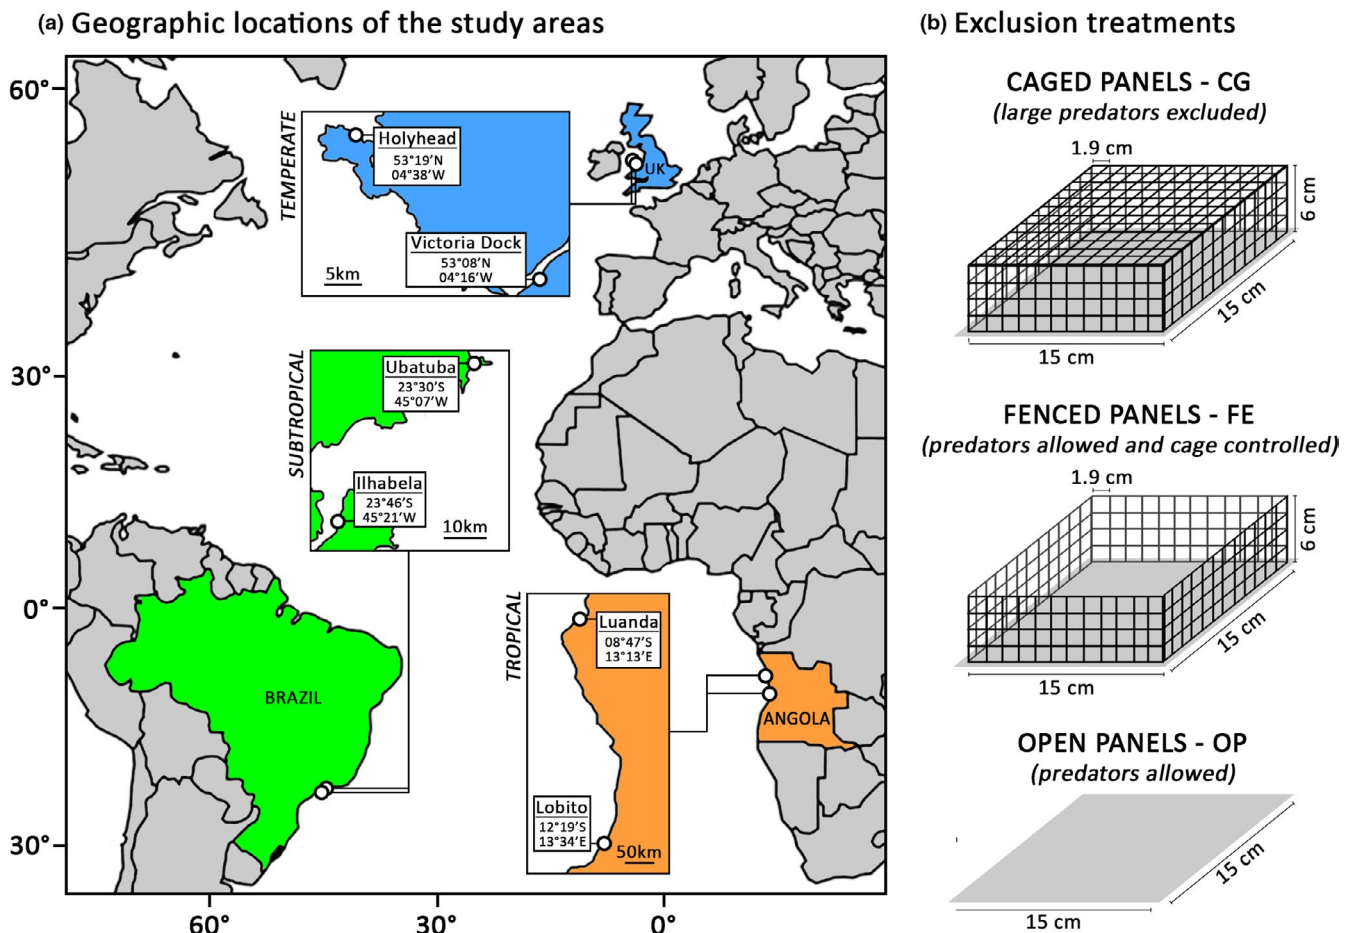 (a) Geographic locations of the study areas
60°
30°
0°
30°
60°
30°
0°
TEMPERATE
Holyhead
53°19′N
04°38′W
Victoria Dock
53°08′N
04°16′W
5km
UK
SUBTROPICAL
Ubatuba
23°30′S
45°07′W
Ilhabela
23°46′S
45°21′W
10km
BRAZIL
TROPICAL
Luanda
08°47′S
13°13′E
Lobito
12°19′S
13°34′E
50km
ANGOLA
(b) Exclusion treatments
CAGED PANELS - CG
(large predators excluded)
1.9 cm
6 cm
15 cm
15 cm
FENCED PANELS - FE
(predators allowed and cage controlled)
1.9 cm
6 cm
15 cm
15 cm
OPEN PANELS - OP
(predators allowed)
15 cm
15 cm